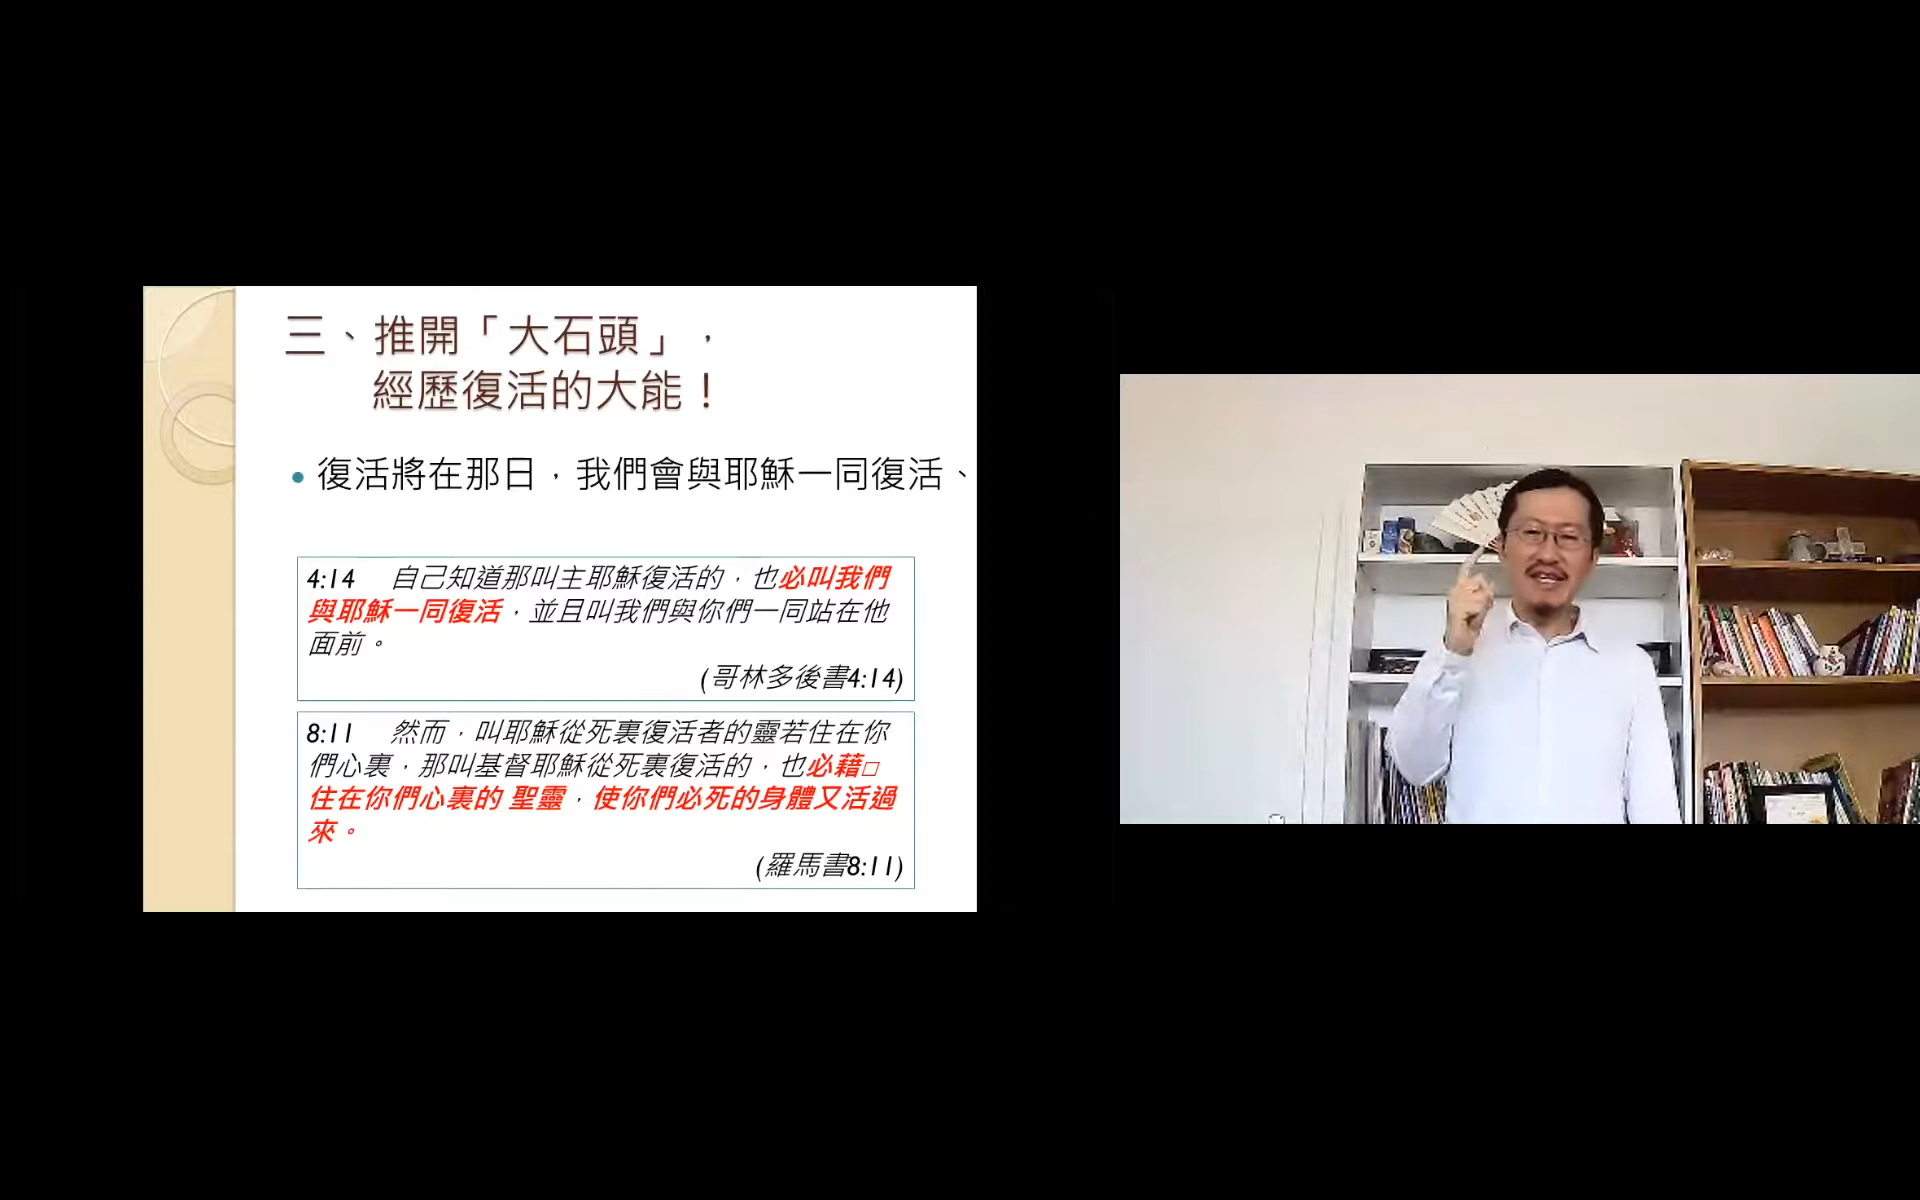 三、推開「大石頭」，
經歷復活的大能！
• 復活將在那日，我們會與耶穌一同復活、
4:14 自己知道那叫主耶穌復活的，也必叫我們
與耶穌一同復活，並且叫我們與你們一同站在他
面前。
(哥林多後書4:14)
8:11 然而，叫耶穌從死裏復活者的靈若住在你
們心裏，那叫基督耶穌從死裏復活的，也必藉□
住在你們心裏的 聖靈，使你們必死的身體又活過
來。
(羅馬書8:11)